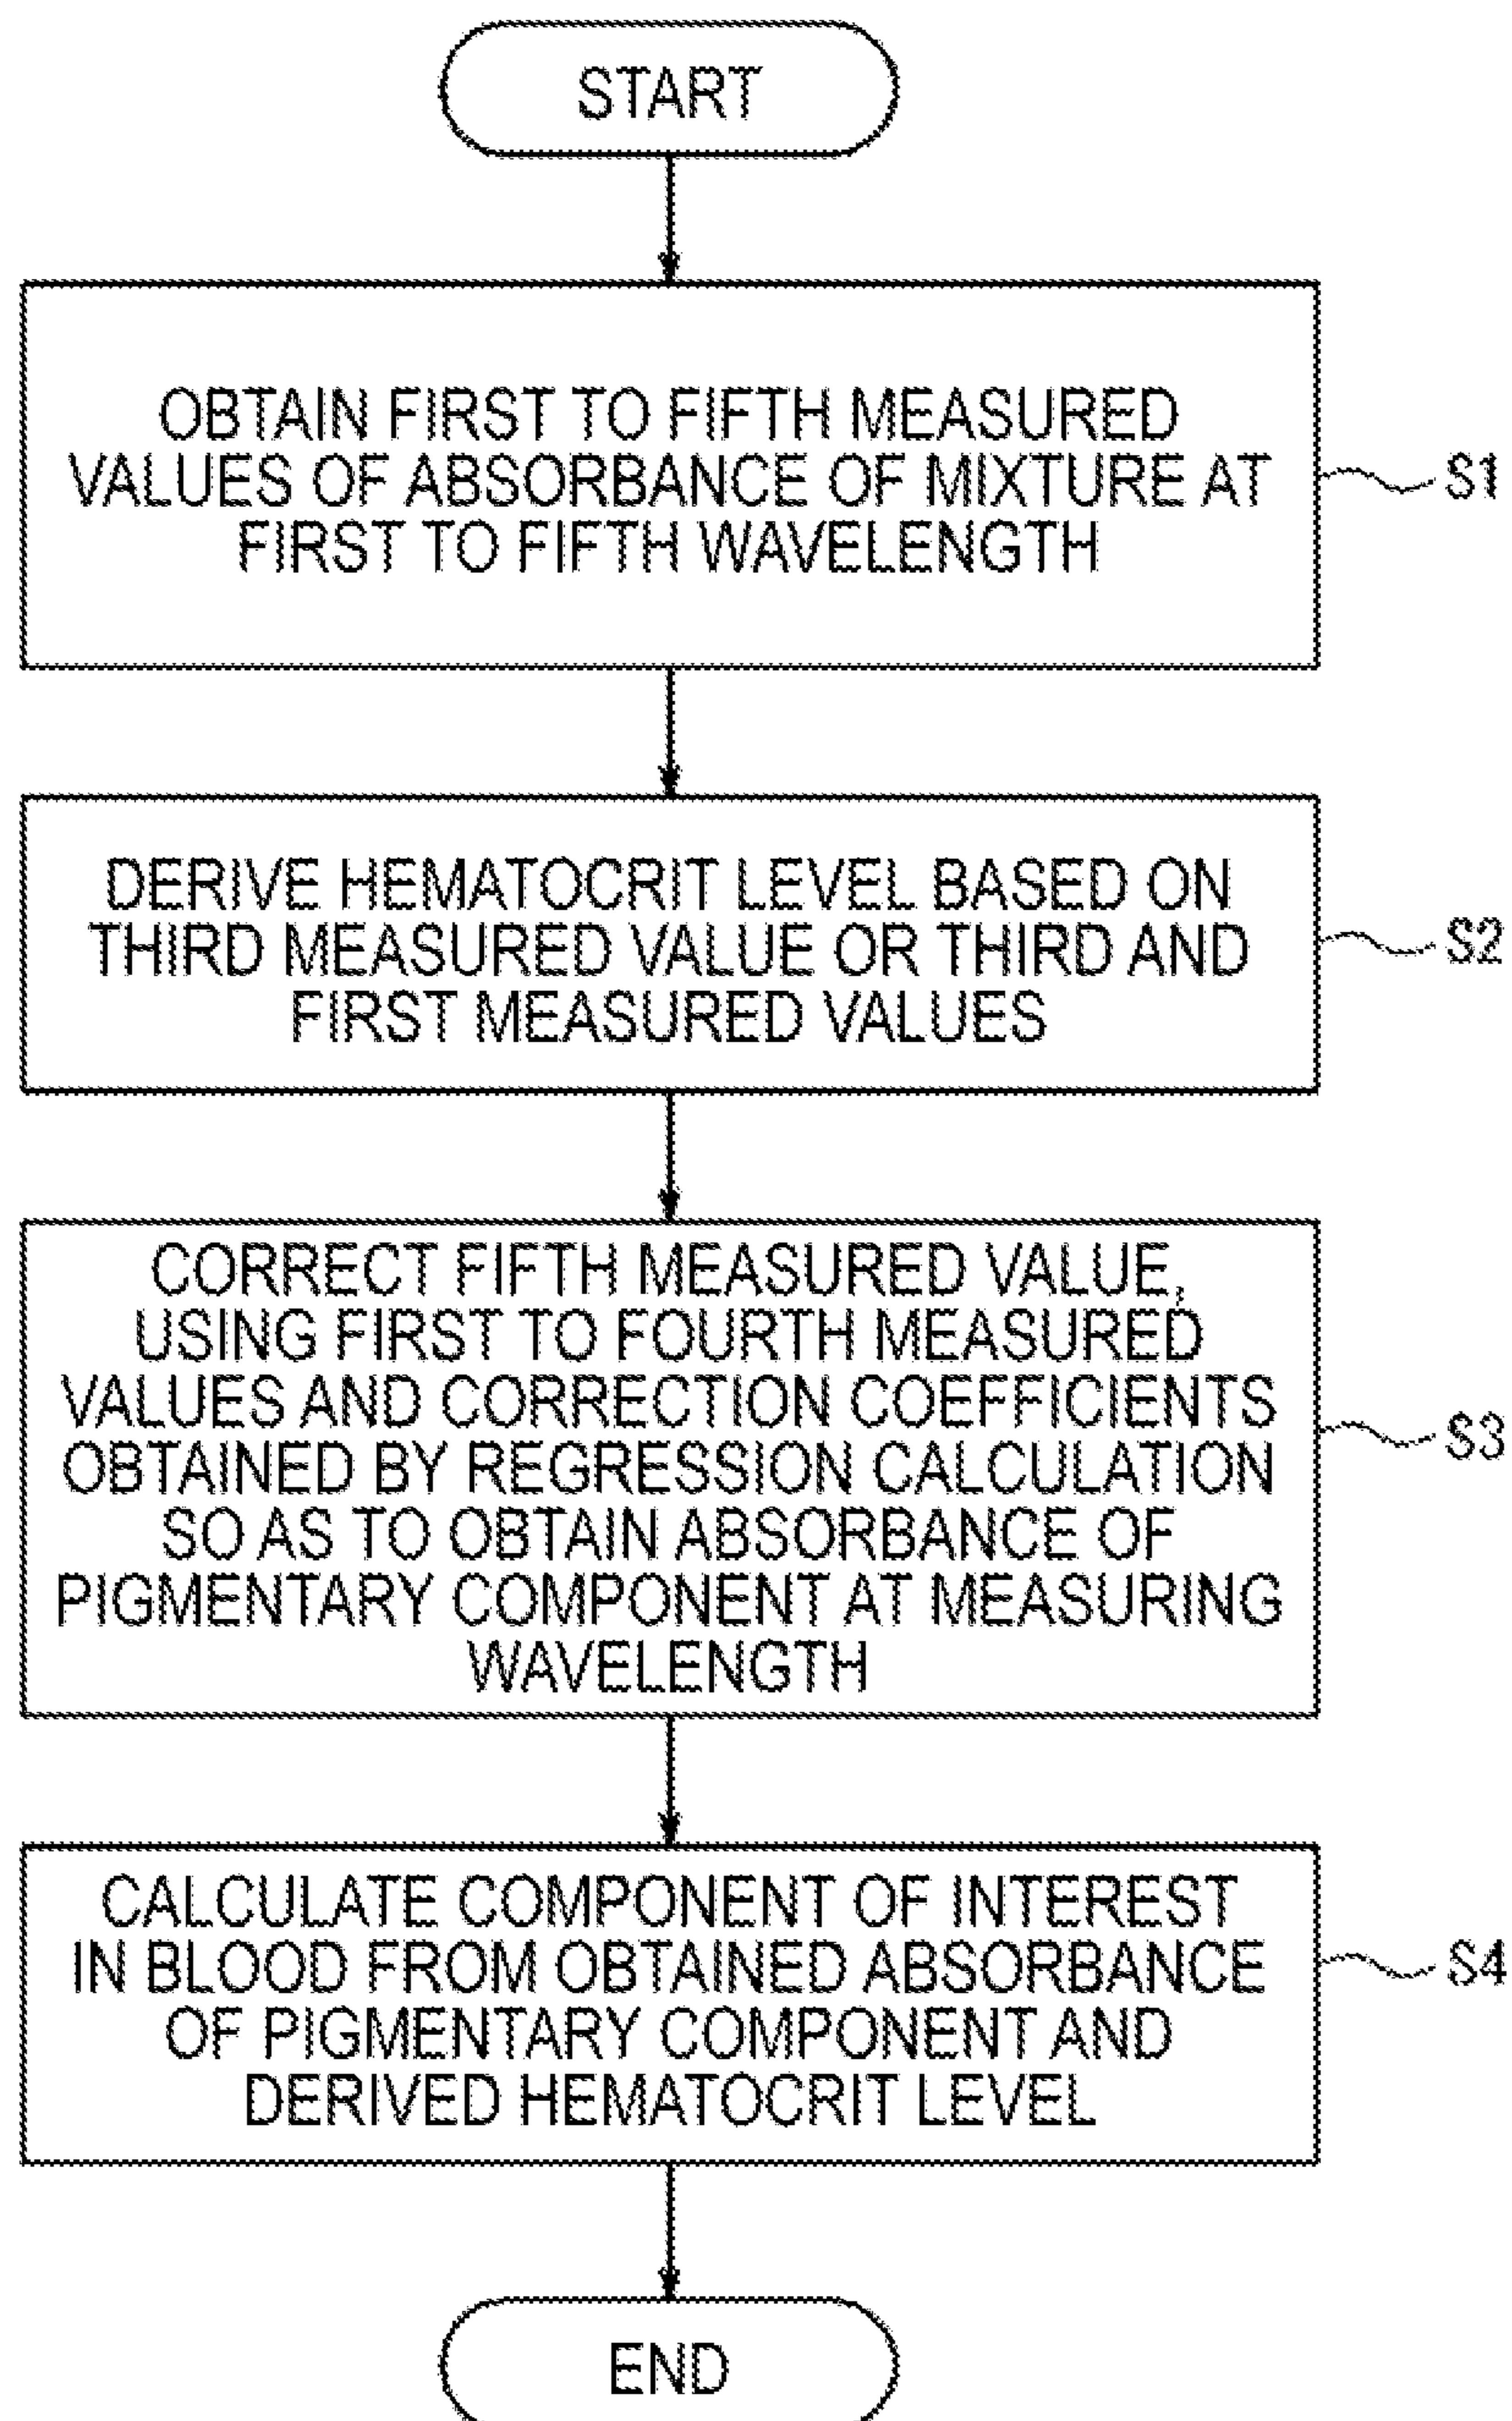 START
OBTAIN FIRST TO FIFTH MEASURED
VALUES OF ABSORBANCE OF MIXTURE AT
FIRST TO FIFTH WAVELENGTH
S1
DERIVE HEMATOCRIT LEVEL BASED ON
THIRD MEASURED VALUE OR THIRD AND
FIRST MEASURED VALUES
S2
CORRECT FIFTH MEASURED VALUE,
USING FIRST TO FOURTH MEASURED
VALUES AND CORRECTION COEFFICIENTS
OBTAINED BY REGRESSION CALCULATION
SO AS TO OBTAIN ABSORBANCE OF
PIGMENTARY COMPONENT AT MEASURING
WAVELENGTH
S3
CALCULATE COMPONENT OF INTEREST
IN BLOOD FROM OBTAINED ABSORBANCE
OF PIGMENTARY COMPONENT AND
DERIVED HEMATOCRIT LEVEL
S4
END